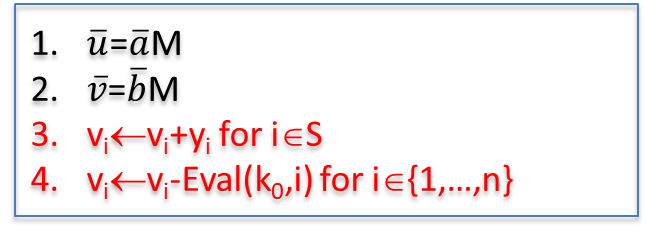 1. ū=āM
2. v̄=b̄M
3. vᵢ←vᵢ+yᵢ for i∈S
4. vᵢ←vᵢ-Eval(k₀,i) for i∈{1,...,n}